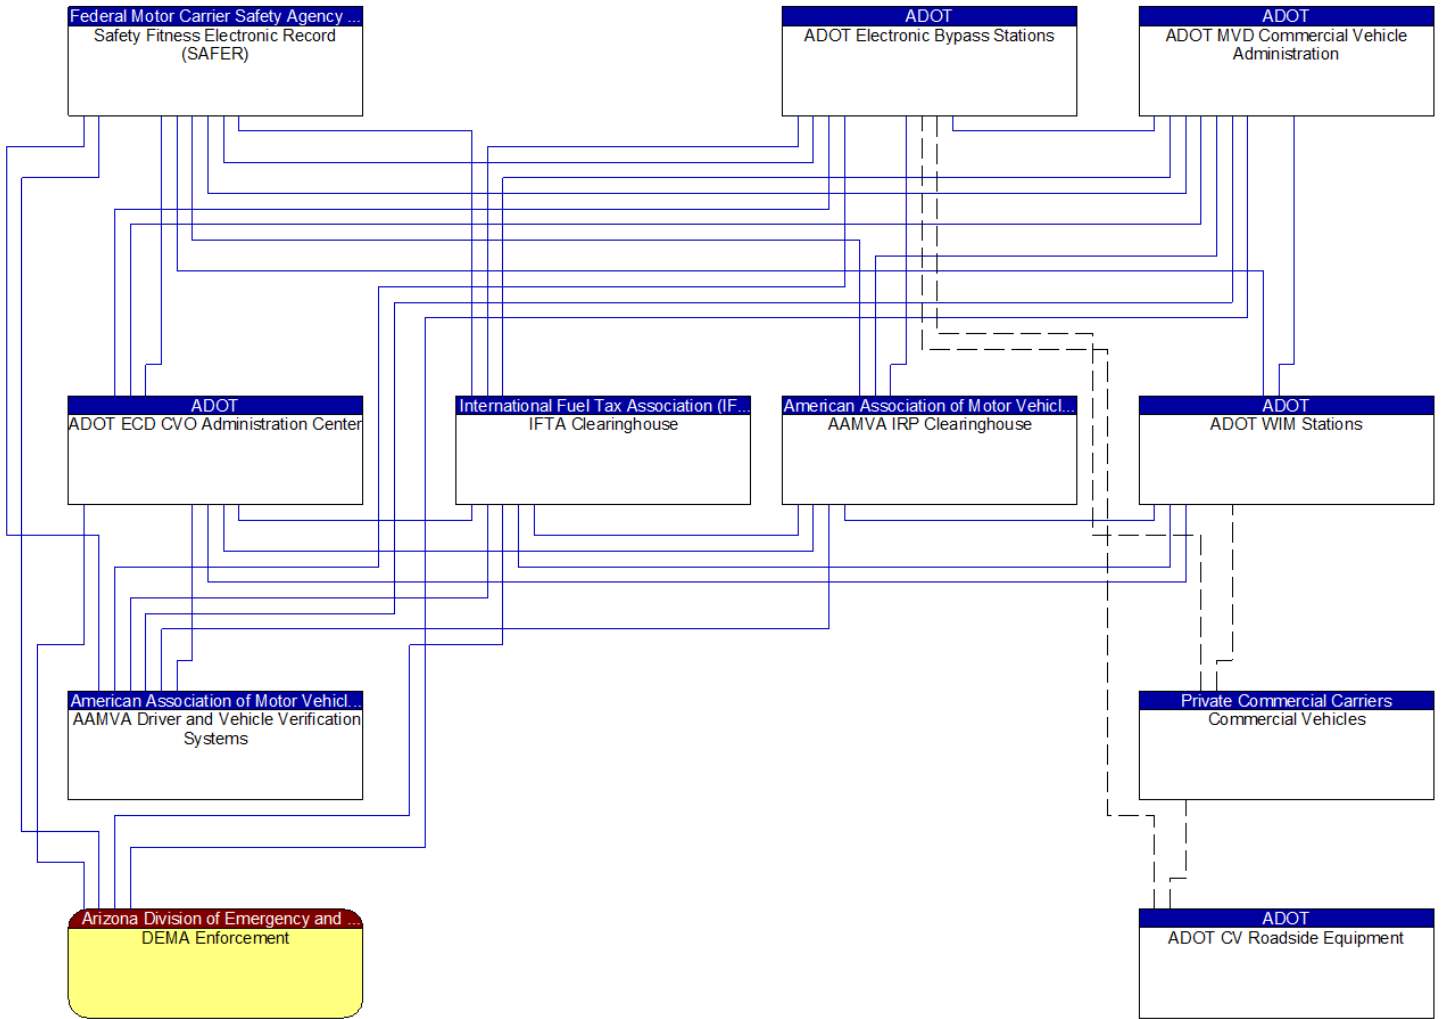 Federal Motor Carrier Safety Agency ...
Safety Fitness Electronic Record
(SAFER)
ADOT
ADOT Electronic Bypass Stations
ADOT
ADOT MVD Commercial Vehicle
Administration
ADOT
ADOT ECD CVO Administration Center
International Fuel Tax Association (IF...
IFTA Clearinghouse
American Association of Motor Vehicl...
AAMVA IRP Clearinghouse
ADOT
ADOT WIM Stations
American Association of Motor Vehicl...
AAMVA Driver and Vehicle Verification
Systems
Private Commercial Carriers
Commercial Vehicles
Arizona Division of Emergency and ...
DEMA Enforcement
ADOT
ADOT CV Roadside Equipment